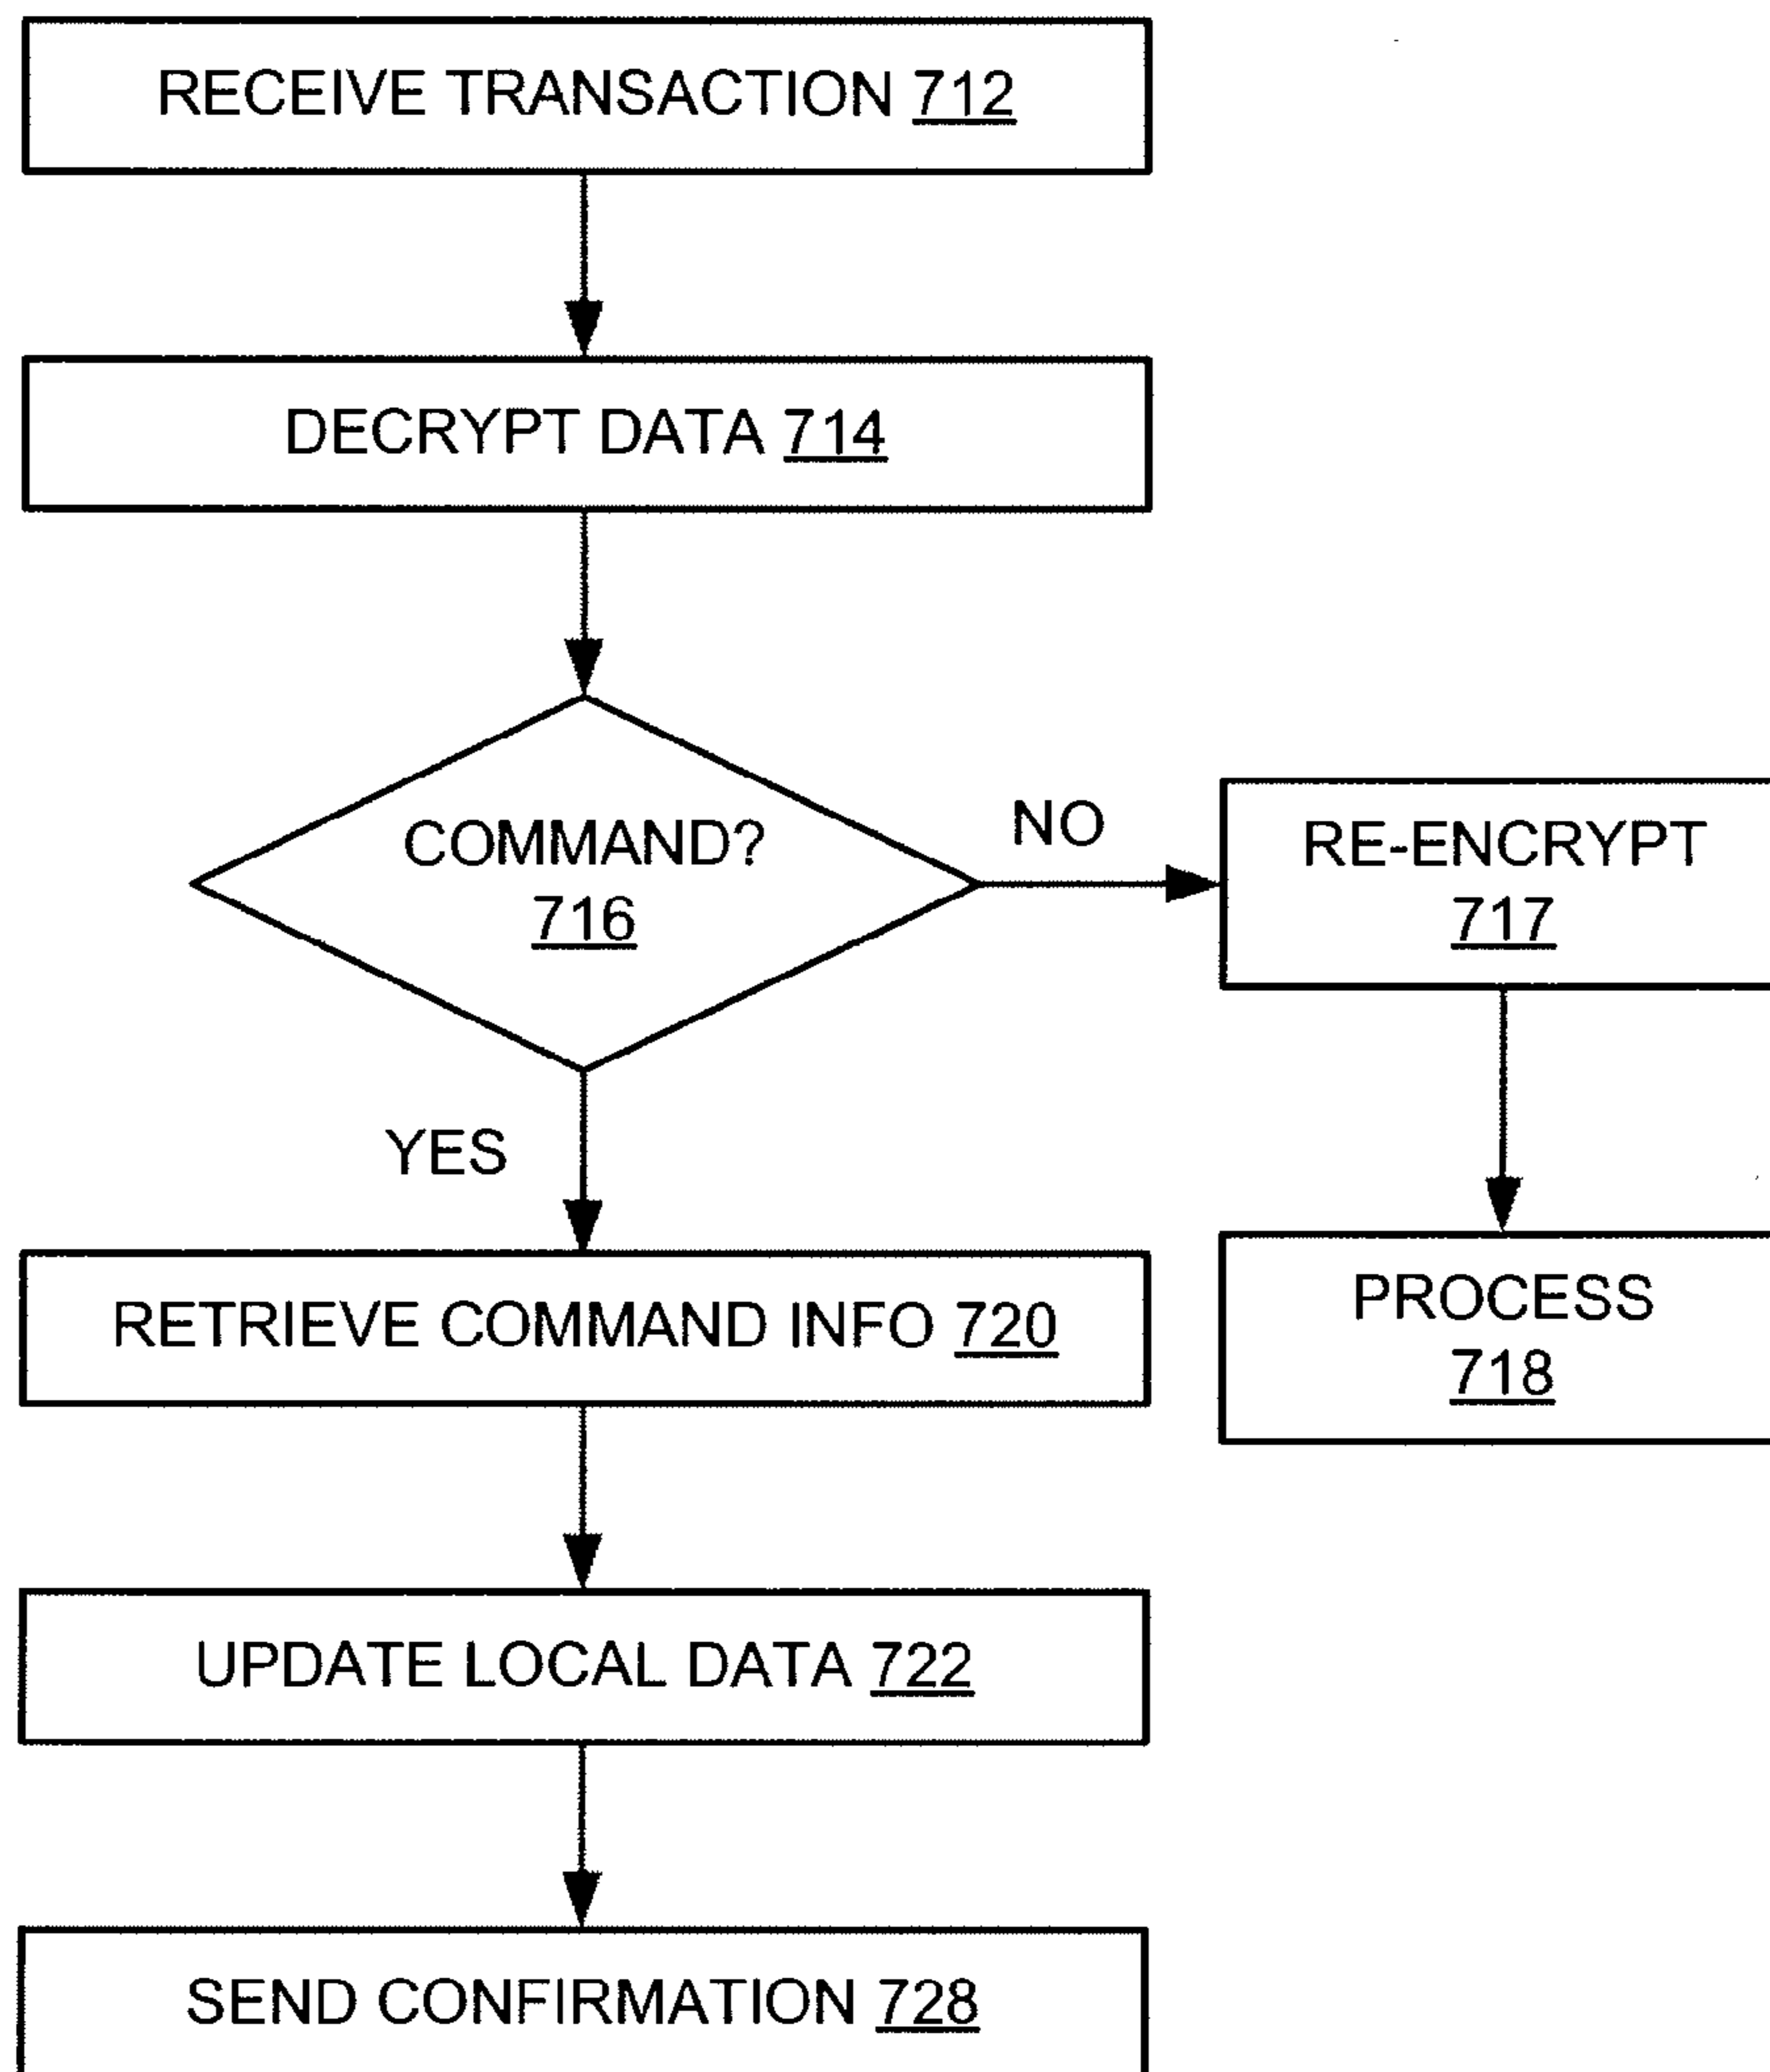 RECEIVE TRANSACTION 712
DECRYPT DATA 714
COMMAND?
716
NO
RE-ENCRYPT
717
YES
PROCESS
718
RETRIEVE COMMAND INFO 720
UPDATE LOCAL DATA 722
SEND CONFIRMATION 728